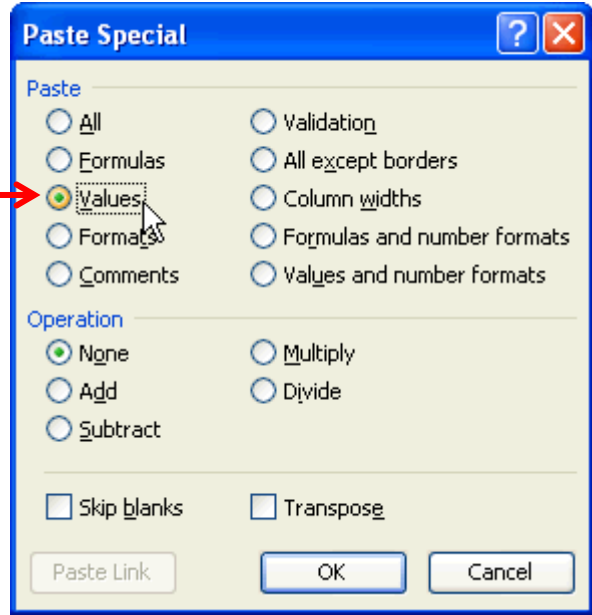 Paste Special
Paste
All Validation
Formulas All except borders
Values Column widths
Formats Formulas and number formats
Comments Values and number formats
Operation
None Multiply
Add Divide
Subtract
Skip blanks Transpose
Paste Link OK Cancel